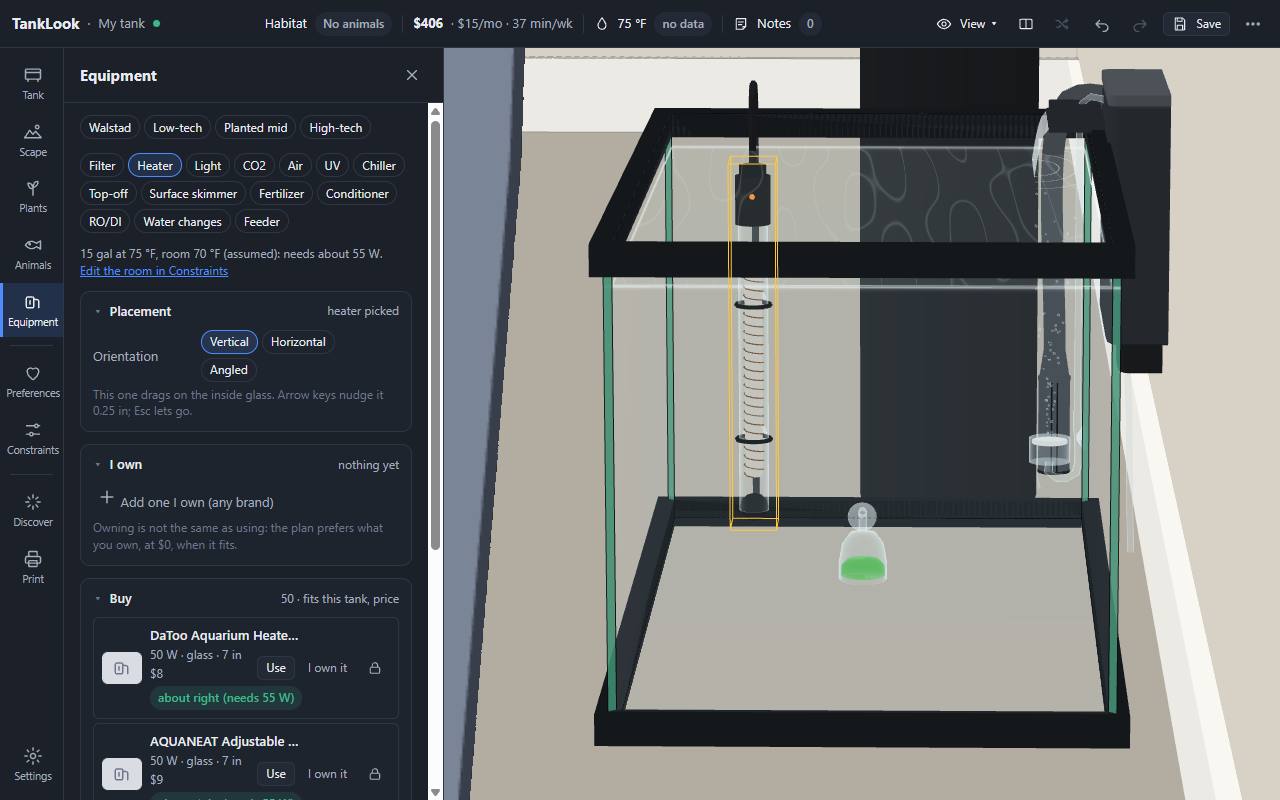 TankLook · My tank
Habitat No animals $406 · $15/mo · 37 min/wk 75 °F no data Notes 0 View Save
Equipment
Tank
Scape
Plants
Animals
Equipment
Preferences
Constraints
Discover
Print
Settings
Walstad Low-tech Planted mid High-tech
Filter Heater Light CO2 Air UV Chiller
Top-off Surface skimmer Fertilizer Conditioner
RO/DI Water changes Feeder
15 gal at 75 °F, room 70 °F (assumed): needs about 55 W.
Edit the room in Constraints
Placement heater picked
Orientation Vertical Horizontal
Angled
This one drags on the inside glass. Arrow keys nudge it
0.25 in; Esc lets go.
I own nothing yet
Add one I own (any brand)
Owning is not the same as using: the plan prefers what
you own, at $0, when it fits.
Buy 50 · fits this tank, price
DaToo Aquarium Heate...
50 W · glass · 7 in
$8
Use I own it
about right (needs 55 W)
AQUANEAT Adjustable ...
50 W · glass · 7 in
$9
Use I own it